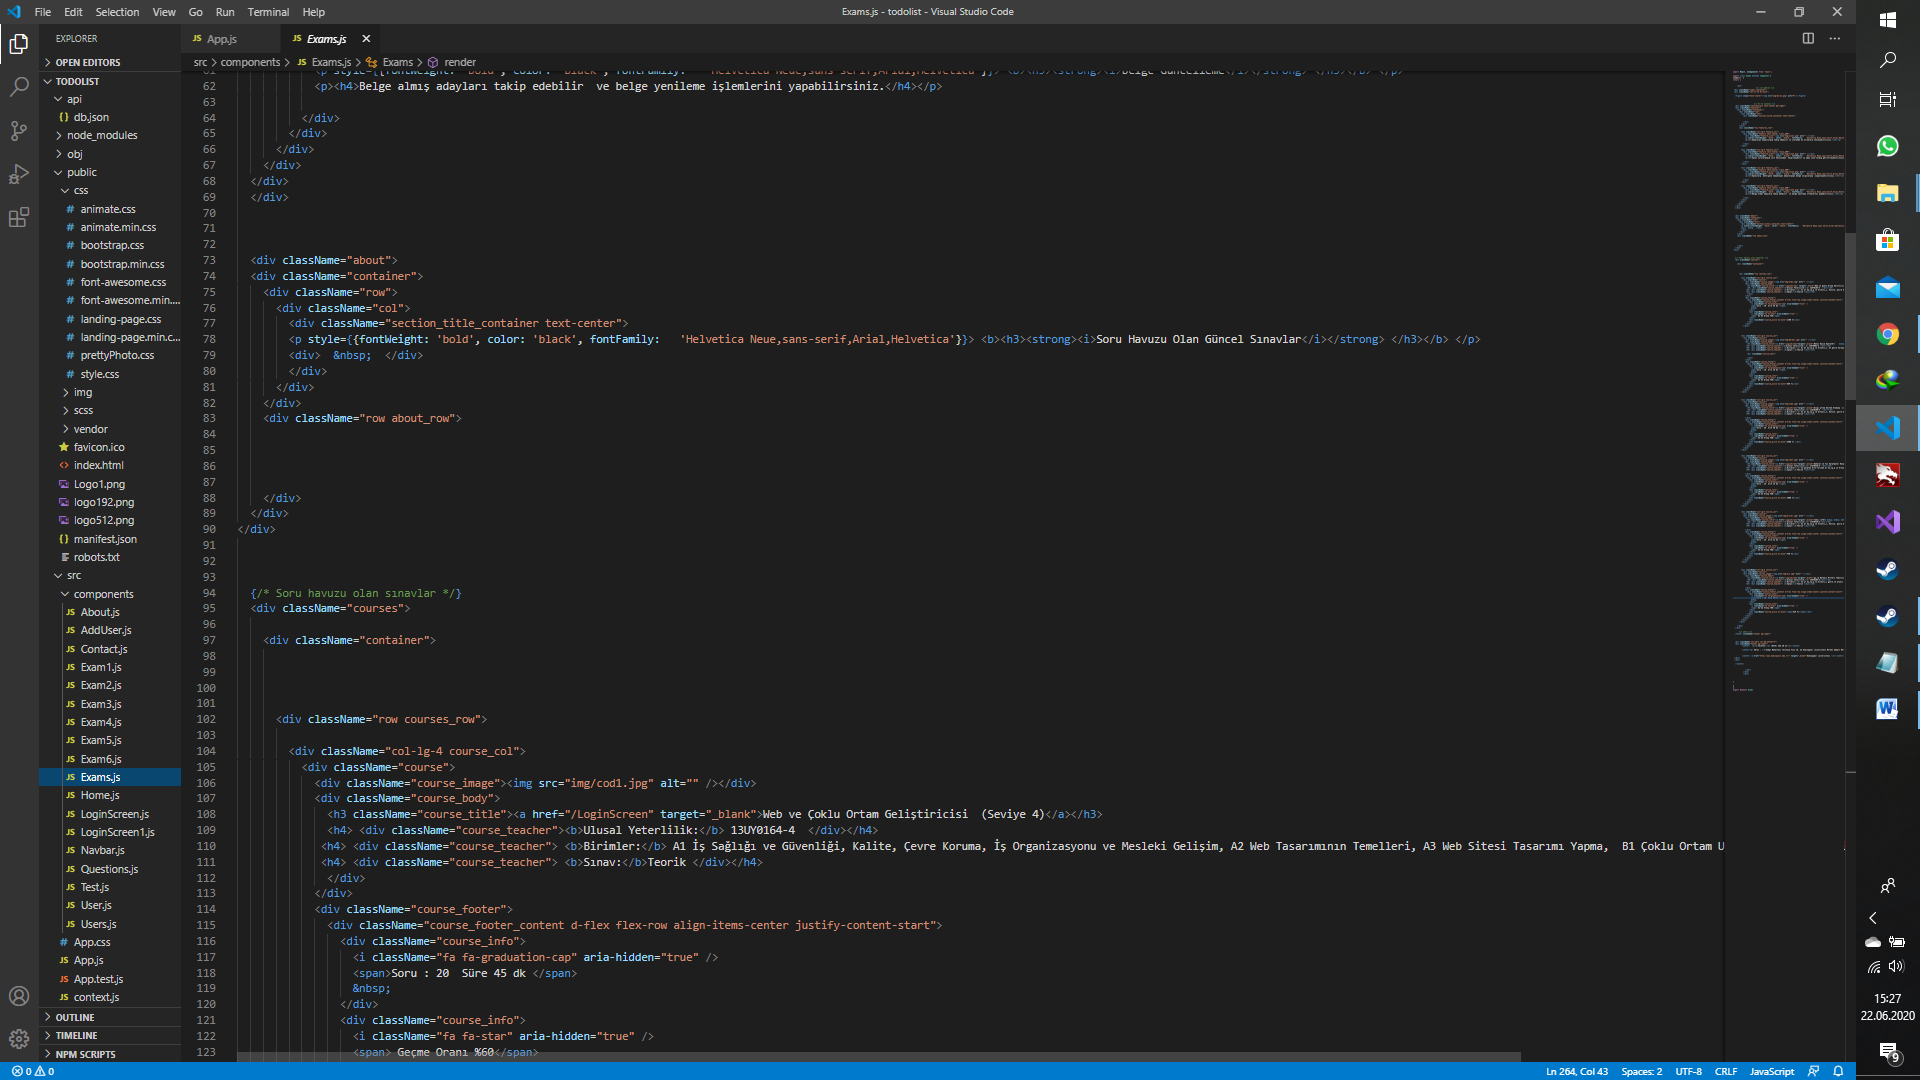 File Edit Selection View Go Run Terminal Help
Exams.js - todolist - Visual Studio Code
EXPLORER
OPEN EDITORS
TODOLIST
api
db.json
node_modules
obj
public
css
animate.css
animate.min.css
bootstrap.css
bootstrap.min.css
font-awesome.css
font-awesome.min....
landing-page.css
landing-page.min.c...
prettyPhoto.css
style.css
img
scss
vendor
favicon.ico
index.html
Logo1.png
logo192.png
logo512.png
manifest.json
robots.txt
src
components
About.js
AddUser.js
Contact.js
Exam1.js
Exam2.js
Exam3.js
Exam4.js
Exam5.js
Exam6.js
Exams.js
Home.js
LoginScreen.js
LoginScreen1.js
Navbar.js
Questions.js
Test.js
User.js
Users.js
App.css
App.js
App.test.js
context.js
OUTLINE
TIMELINE
NPM SCRIPTS
JS App.js
JS Exams.js
src > components > JS Exams.js > Exams > render
62 <p><h4>Belge almış adayları takip edebilir  ve belge yenileme işlemlerini yapabilirsiniz.</h4></p>
63
64 </div>
65 </div>
66 </div>
67 </div>
68 </div>
69 </div>
70
71
72
73 <div className="about">
74 <div className="container">
75 <div className="row">
76 <div className="col">
77 <div className="section_title_container text-center">
78 <p style={{fontWeight: 'bold', color: 'black', fontFamily:   'Helvetica Neue,sans-serif,Arial,Helvetica'}}> <b><h3><strong><i>Soru Havuzu Olan Güncel Sınavlar</i></strong> </h3></b> </p>
79 <div>  &nbsp;  </div>
80 </div>
81 </div>
82 </div>
83 <div className="row about_row">
84
85
86
87
88 </div>
89 </div>
90 </div>
91
92
93
94 {/* Soru havuzu olan sınavlar */}
95 <div className="courses">
96
97 <div className="container">
98
99
100
101
102 <div className="row courses_row">
103
104 <div className="col-lg-4 course_col">
105 <div className="course">
106 <div className="course_image"><img src="img/cod1.jpg" alt="" /></div>
107 <div className="course_body">
108 <h3 className="course_title"><a href="/LoginScreen" target="_blank">Web ve Çoklu Ortam Geliştiricisi  (Seviye 4)</a></h3>
109 <h4> <div className="course_teacher"><b>Ulusal Yeterlilik:</b> 13UY0164-4  </div></h4>
110 <h4> <div className="course_teacher"> <b>Birimler:</b> A1 İş Sağlığı ve Güvenliği, Kalite, Çevre Koruma, İş Organizasyonu ve Mesleki Gelişim, A2 Web Tasarımının Temelleri, A3 Web Sitesi Tasarımı Yapma,  B1 Çoklu Ortam U
111 <h4> <div className="course_teacher"> <b>Sınav:</b>Teorik </div></h4>
112 </div>
113 </div>
114 <div className="course_footer">
115 <div className="course_footer_content d-flex flex-row align-items-center justify-content-start">
116 <div className="course_info">
117 <i className="fa fa-graduation-cap" aria-hidden="true" />
118 <span>Soru : 20  Süre 45 dk </span>
119 &nbsp;
120 </div>
121 <div className="course_info">
122 <i className="fa fa-star" aria-hidden="true" />
123 <span> Geçme Oranı %60</span>
0 0
Ln 264, Col 43 Spaces: 2 UTF-8 CRLF JavaScript
15:27
22.06.2020
9